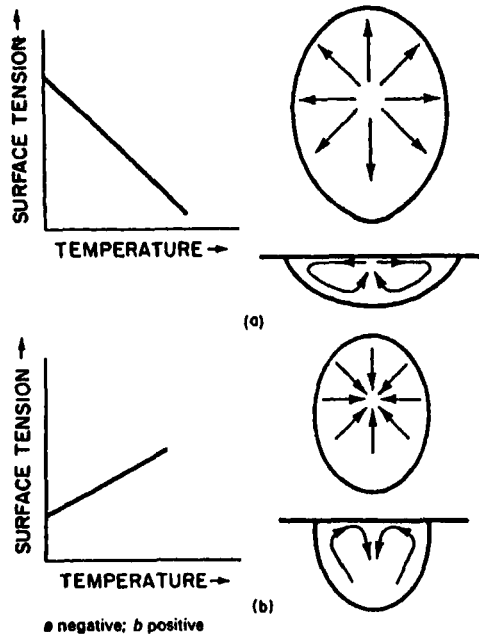 SURFACE TENSION →
TEMPERATURE →
(a)
SURFACE TENSION →
TEMPERATURE →
(b)
a negative; b positive